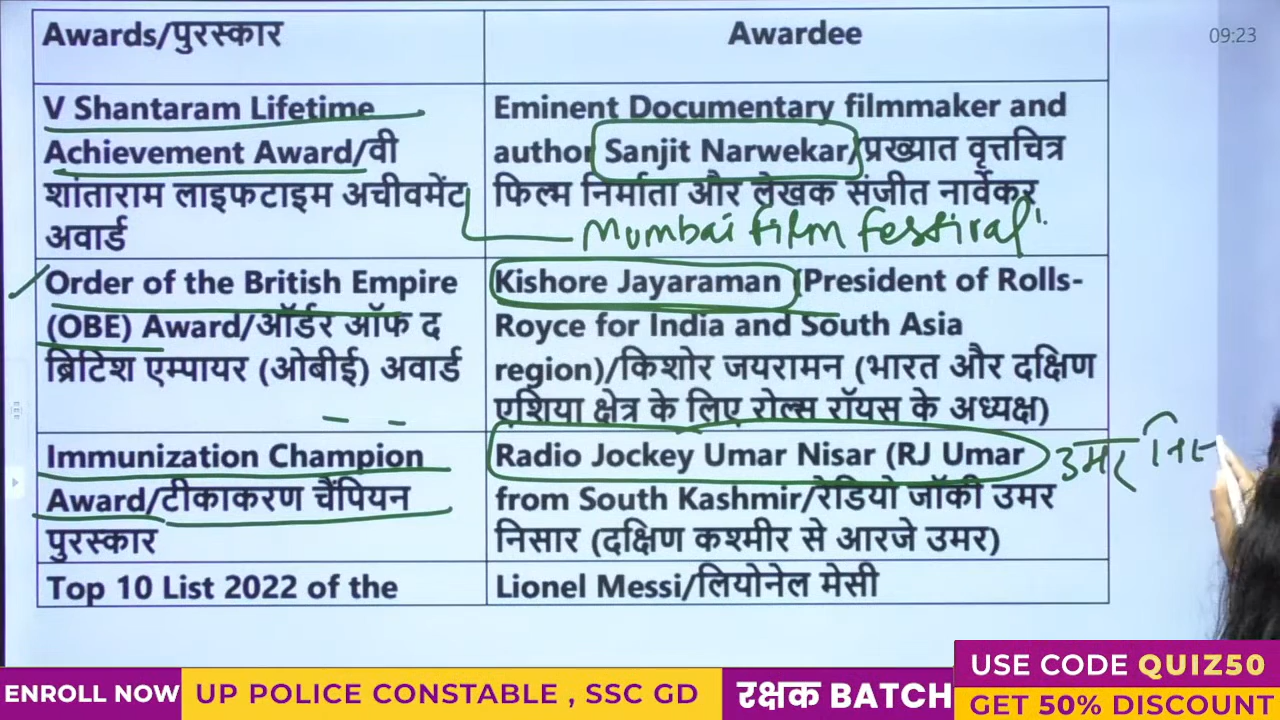 Awards/पुरस्कार
Awardee
09:23
V Shantaram Lifetime
Achievement Award/वी
शांताराम लाइफटाइम अचीवमेंट
अवार्ड
Eminent Documentary filmmaker and
author Sanjit Narwekar/प्रख्यात वृत्तचित्र
फिल्म निर्माता और लेखक संजीत नार्वेकर
Mumbai film festival
Order of the British Empire
(OBE) Award/ऑर्डर ऑफ द
ब्रिटिश एम्पायर (ओबीई) अवार्ड
Kishore Jayaraman (President of Rolls-
Royce for India and South Asia
region)/किशोर जयरामन (भारत और दक्षिण
एशिया क्षेत्र के लिए रोल्स रॉयस के अध्यक्ष)
Immunization Champion
Award/टीकाकरण चैंपियन
पुरस्कार
Radio Jockey Umar Nisar (RJ Umar
from South Kashmir/रेडियो जॉकी उमर
निसार (दक्षिण कश्मीर से आरजे उमर)
उमर
Top 10 List 2022 of the
Lionel Messi/लियोनेल मेसी
ENROLL NOW
UP POLICE CONSTABLE , SSC GD
रक्षक BATCH
USE CODE QUIZ50
GET 50% DISCOUNT